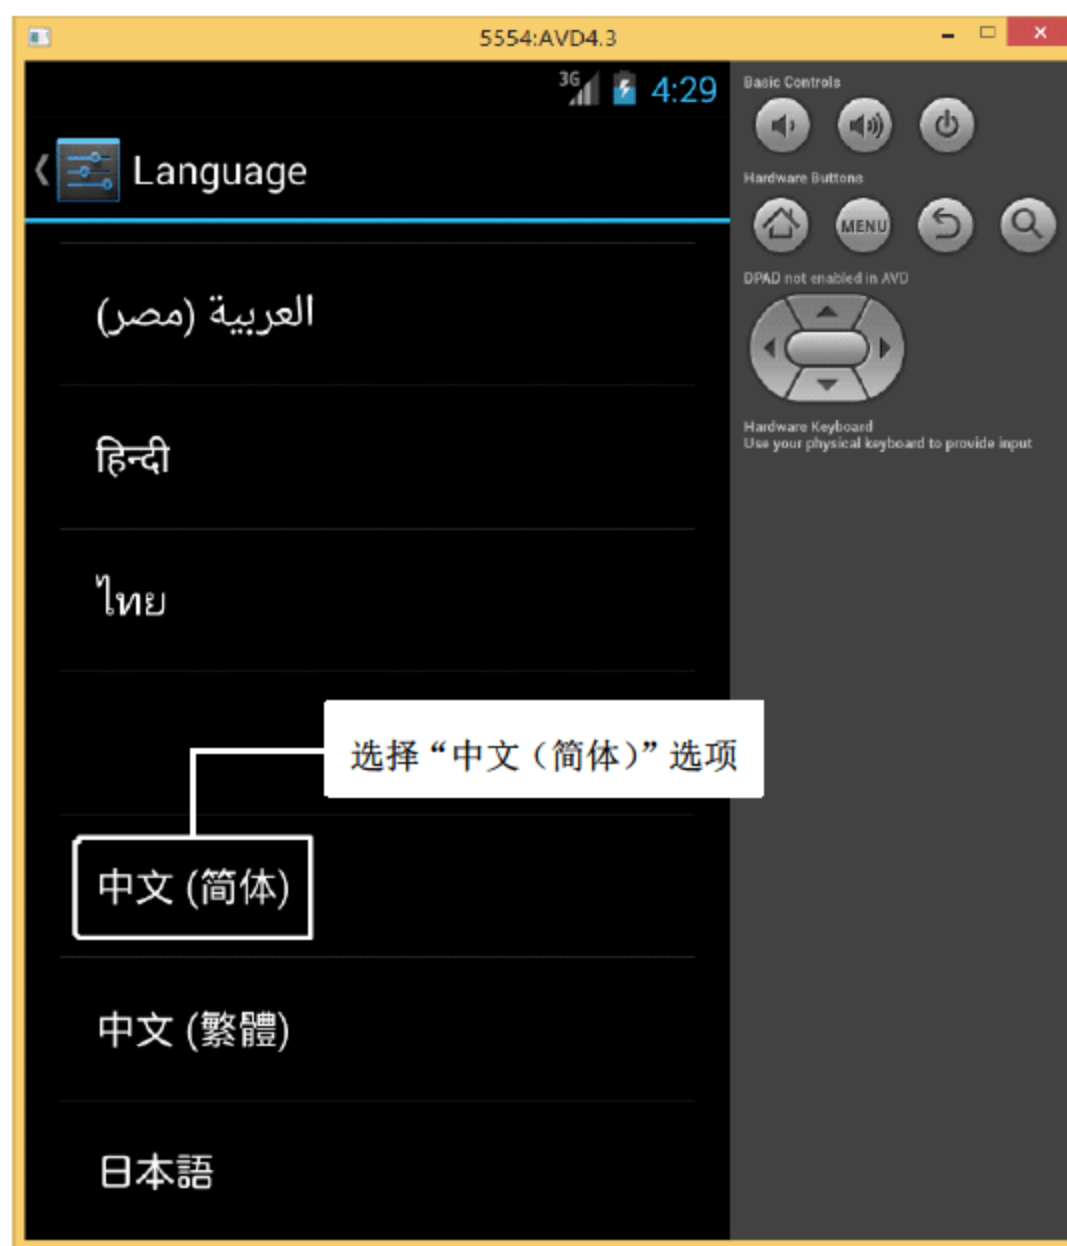 5554:AVD4.3
3G 4:29
Language
العربية (مصر)
हिन्दी
ไทย
选择“中文（简体）”选项
中文 (简体)
中文 (繁體)
日本語
Basic Controls
Hardware Buttons
MENU
DPAD not enabled in AVD
Hardware Keyboard
Use your physical keyboard to provide input